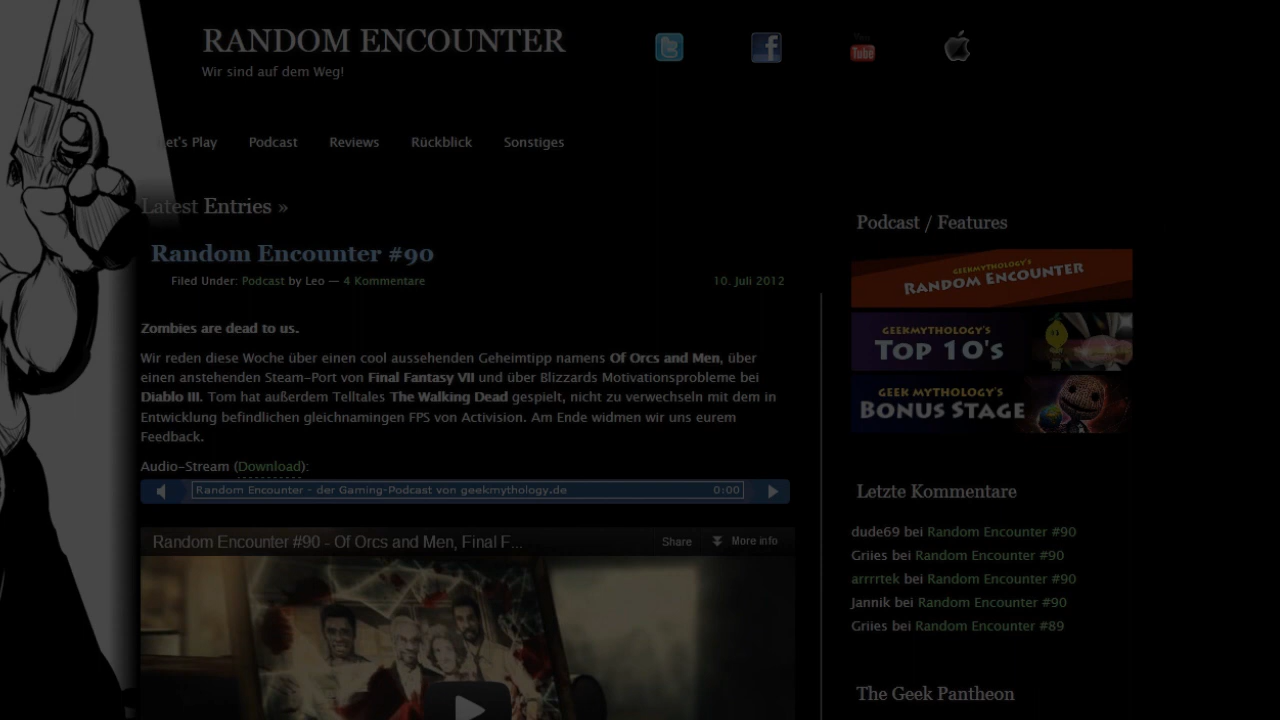 RANDOM ENCOUNTER
Wir sind auf dem Weg!
You
Tube
et's Play Podcast Reviews Rückblick Sonstiges
Latest Entries »
Random Encounter #90
Filed Under: Podcast by Leo — 4 Kommentare 10. Juli 2012
Zombies are dead to us.
Wir reden diese Woche über einen cool aussehenden Geheimtipp namens Of Orcs and Men, über
einen anstehenden Steam-Port von Final Fantasy VII und über Blizzards Motivationsprobleme bei
Diablo III. Tom hat außerdem Telltales The Walking Dead gespielt, nicht zu verwechseln mit dem in
Entwicklung befindlichen gleichnamingen FPS von Activision. Am Ende widmen wir uns eurem
Feedback.
Audio-Stream (Download):
Random Encounter - der Gaming-Podcast von geekmythology.de 0:00
Random Encounter #90 - Of Orcs and Men, Final F...
Share More info
Podcast / Features
GEEKMYTHOLOGY'S
RANDOM ENCOUNTER
GEEKMYTHOLOGY'S
TOP 10'S
GEEK MYTHOLOGY'S
BONUS STAGE
Letzte Kommentare
dude69 bei Random Encounter #90
Griies bei Random Encounter #90
arrrrtek bei Random Encounter #90
Jannik bei Random Encounter #90
Griies bei Random Encounter #89
The Geek Pantheon